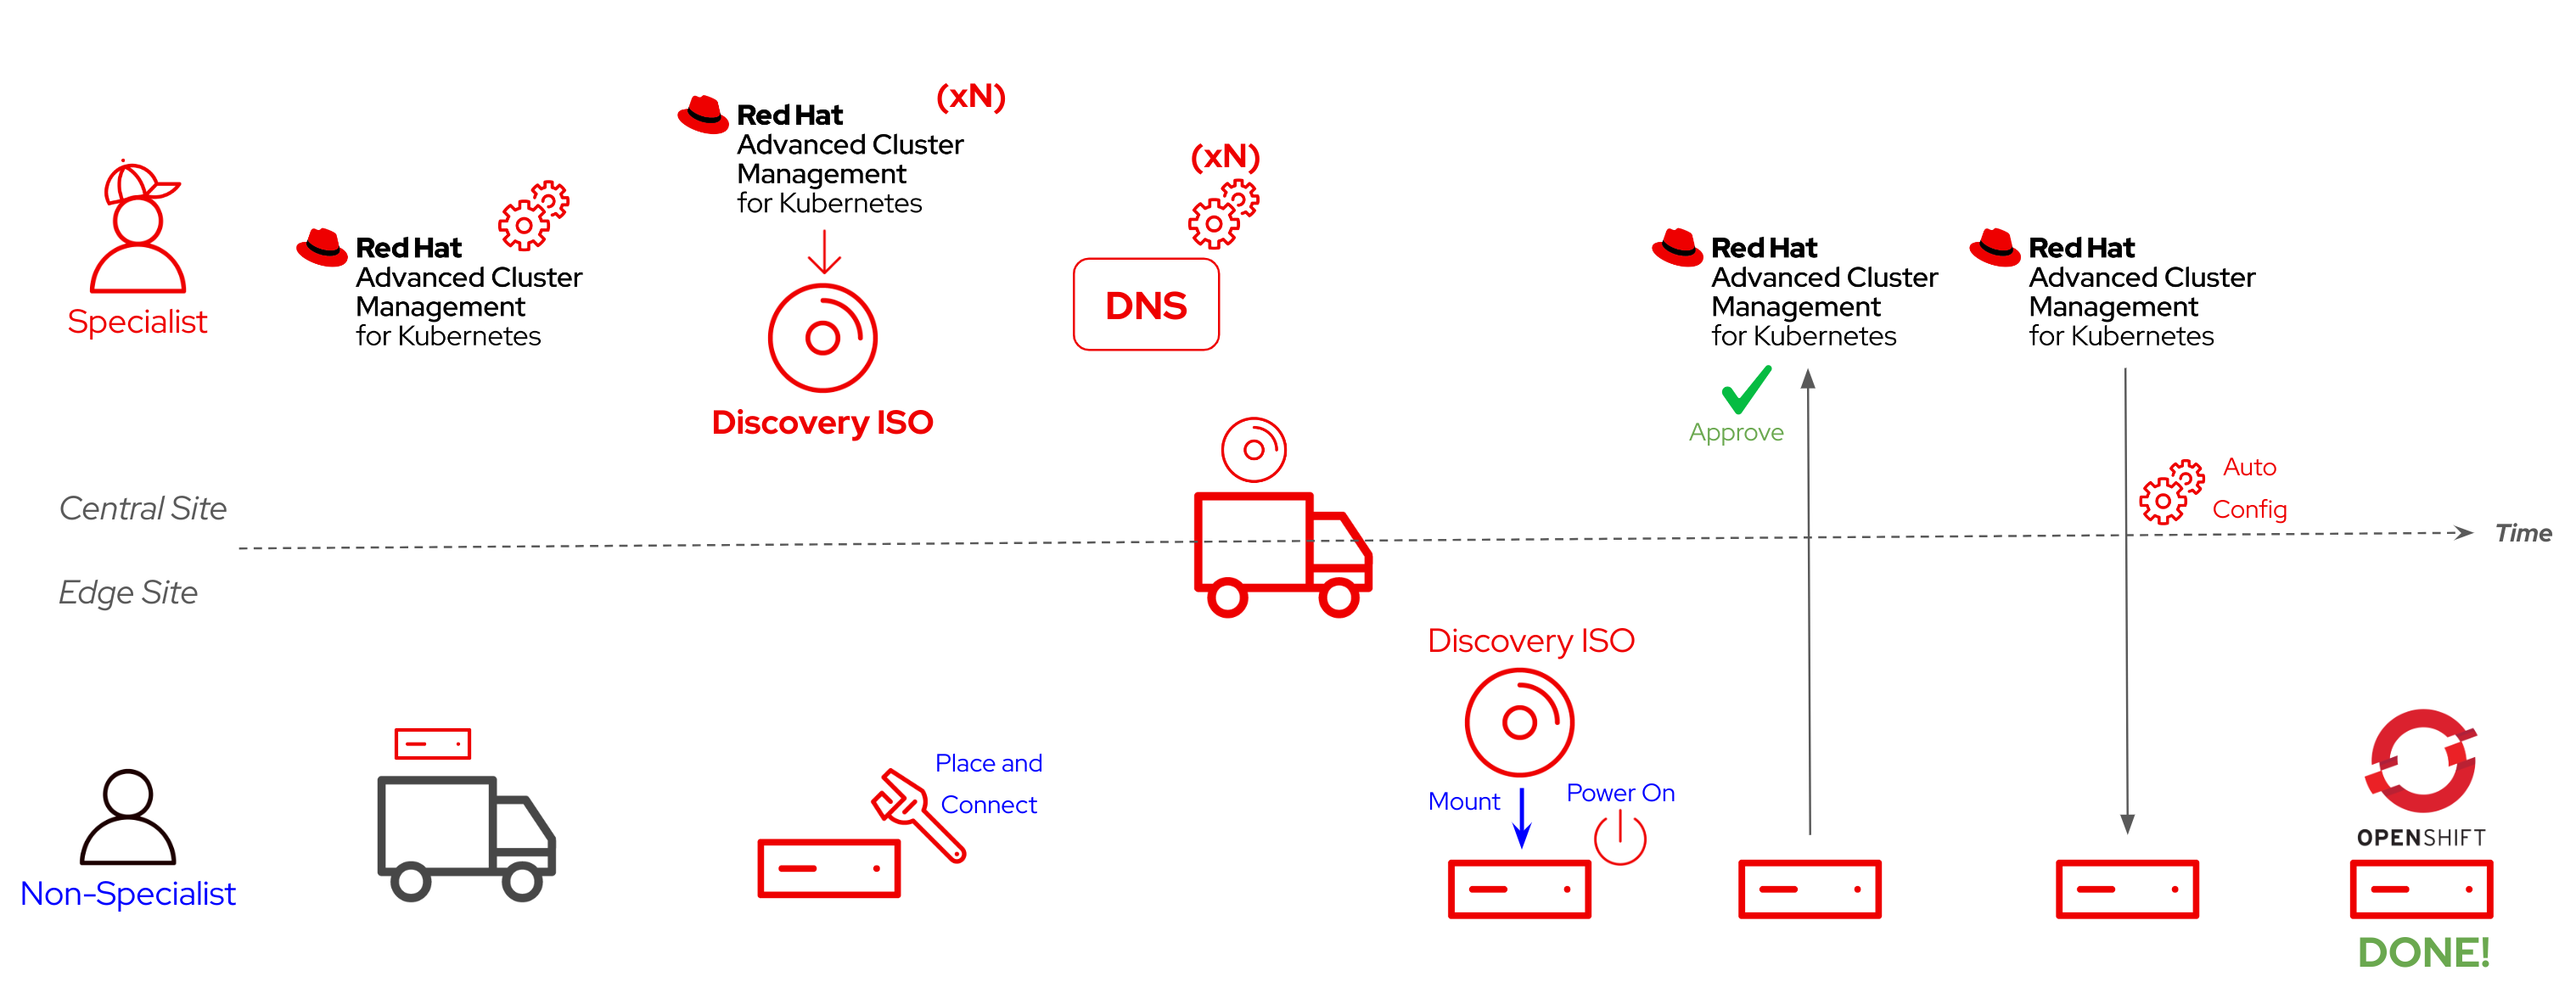 Specialist
Red Hat
Advanced Cluster
Management
for Kubernetes
Red Hat
Advanced Cluster
Management
for Kubernetes
(xN)
Discovery ISO
(xN)
DNS
Red Hat
Advanced Cluster
Management
for Kubernetes
Approve
Red Hat
Advanced Cluster
Management
for Kubernetes
Auto
Config
Central Site
Time
Edge Site
Non-Specialist
Place and
Connect
Discovery ISO
Mount
Power On
OPENSHIFT
DONE!